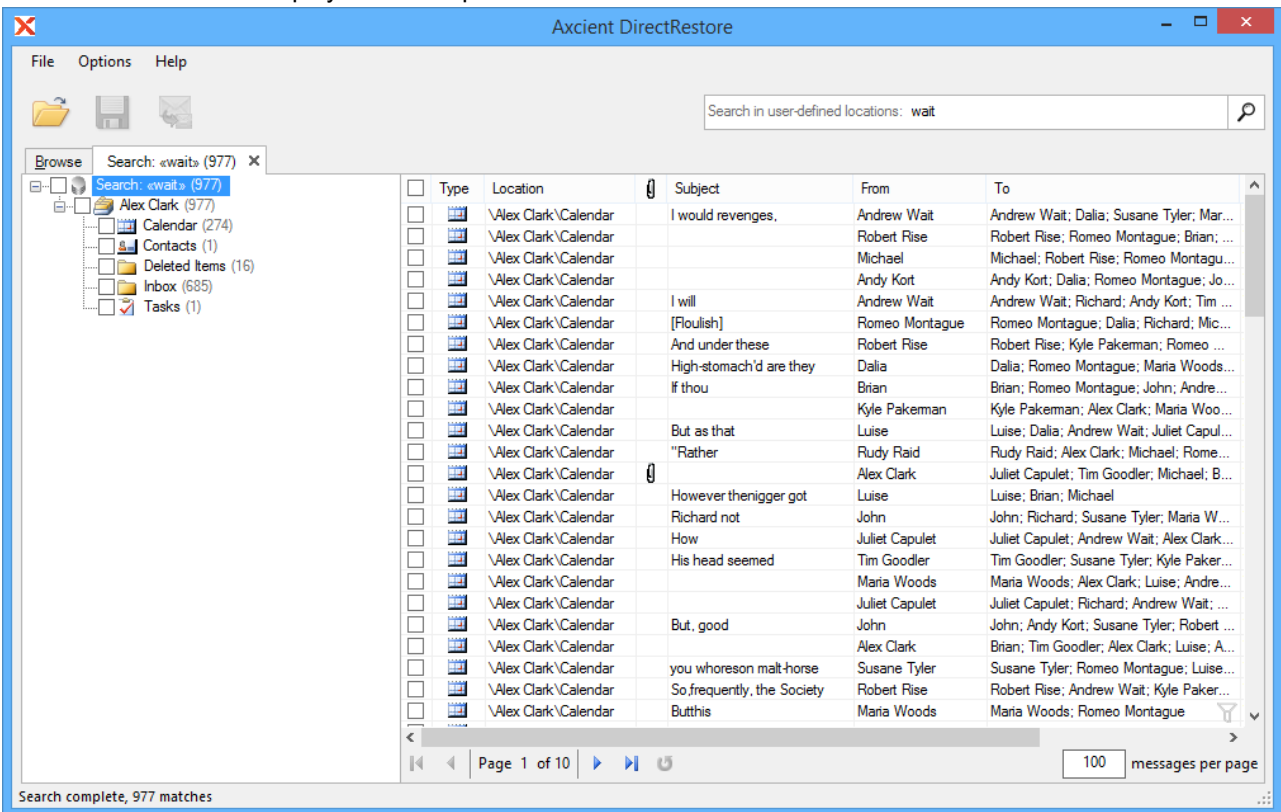 Axcient DirectRestore
File Options Help
Search in user-defined locations: wait
Browse Search: «wait» (977)
Search: «wait» (977)
Alex Clark (977)
Calendar (274)
Contacts (1)
Deleted Items (16)
Inbox (685)
Tasks (1)
Type Location Subject From To
\Alex Clark\Calendar I would revenges, Andrew Wait Andrew Wait; Dalia; Susane Tyler; Mar...
\Alex Clark\Calendar Robert Rise Robert Rise; Romeo Montague; Brian; ...
\Alex Clark\Calendar Michael Michael; Robert Rise; Romeo Montagu...
\Alex Clark\Calendar Andy Kort Andy Kort; Dalia; Romeo Montague; Jo...
\Alex Clark\Calendar I will Andrew Wait Andrew Wait; Richard; Andy Kort; Tim ...
\Alex Clark\Calendar [Floulish] Romeo Montague Romeo Montague; Dalia; Richard; Mic...
\Alex Clark\Calendar And under these Robert Rise Robert Rise; Kyle Pakerman; Romeo ...
\Alex Clark\Calendar High-stomach'd are they Dalia Dalia; Romeo Montague; Maria Woods...
\Alex Clark\Calendar If thou Brian Brian; Romeo Montague; John; Andre...
\Alex Clark\Calendar Kyle Pakerman Kyle Pakerman; Alex Clark; Maria Woo...
\Alex Clark\Calendar But as that Luise Luise; Dalia; Andrew Wait; Juliet Capul...
\Alex Clark\Calendar "Rather Rudy Raid Rudy Raid; Alex Clark; Michael; Rome...
\Alex Clark\Calendar Alex Clark Juliet Capulet; Tim Goodler; Michael; B...
\Alex Clark\Calendar However thenigger got Luise Luise; Brian; Michael
\Alex Clark\Calendar Richard not John John; Richard; Susane Tyler; Maria W...
\Alex Clark\Calendar How Juliet Capulet Juliet Capulet; Andrew Wait; Alex Clark...
\Alex Clark\Calendar His head seemed Tim Goodler Tim Goodler; Susane Tyler; Kyle Paker...
\Alex Clark\Calendar Maria Woods Maria Woods; Alex Clark; Luise; Andre...
\Alex Clark\Calendar Juliet Capulet Juliet Capulet; Richard; Andrew Wait; ...
\Alex Clark\Calendar But, good John John; Andy Kort; Susane Tyler; Robert ...
\Alex Clark\Calendar Alex Clark Brian; Tim Goodler; Alex Clark; Luise; A...
\Alex Clark\Calendar you whoreson malt-horse Susane Tyler Susane Tyler; Romeo Montague; Luise...
\Alex Clark\Calendar So,frequently, the Society Robert Rise Robert Rise; Andrew Wait; Kyle Paker...
\Alex Clark\Calendar Butthis Maria Woods Maria Woods; Romeo Montague
Page 1 of 10 100 messages per page
Search complete, 977 matches